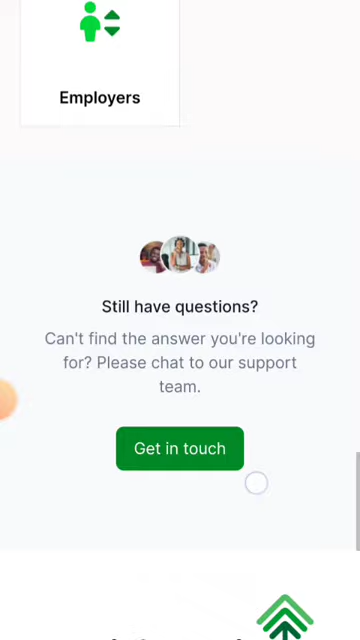 Employers
Still have questions?
Can't find the answer you're looking
for? Please chat to our support
team.
Get in touch